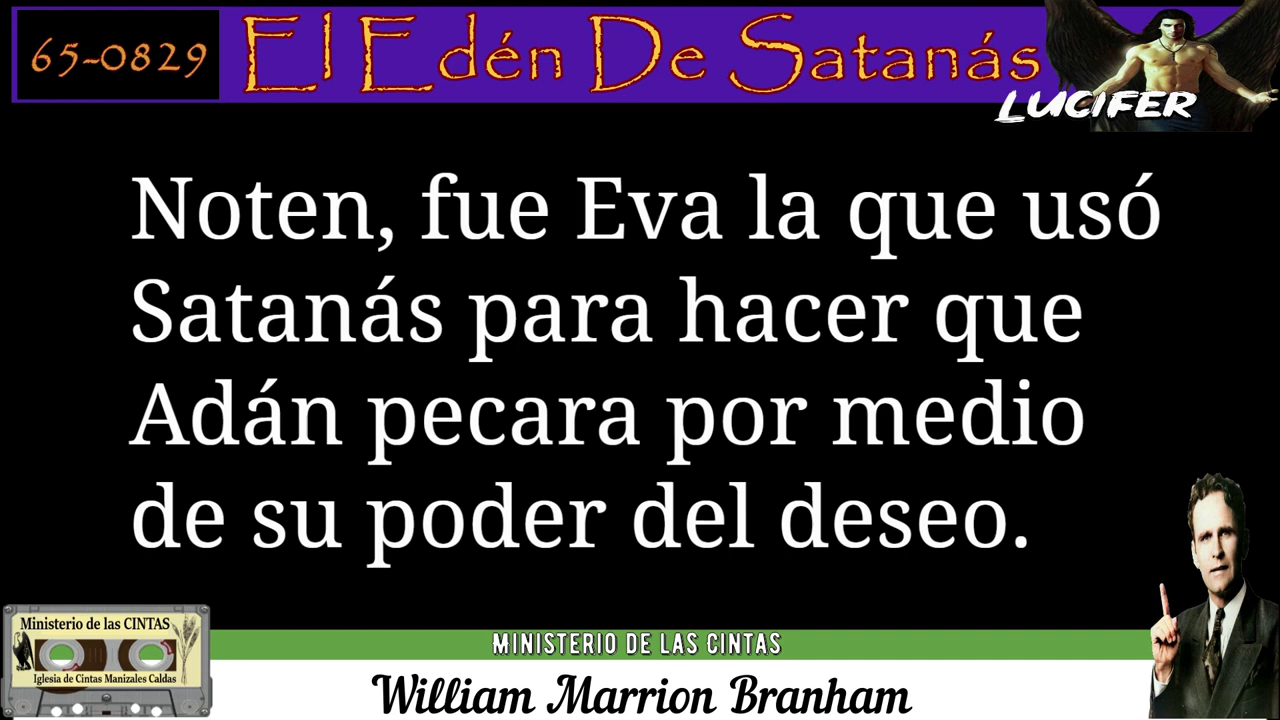 65-0829
El Edén De Satanás
LUCIFER
Noten, fue Eva la que usó
Satanás para hacer que
Adán pecara por medio
de su poder del deseo.
Ministerio de las CINTAS
Iglesia de Cintas Manizales Caldas
MINISTERIO DE LAS CINTAS
William Marrion Branham